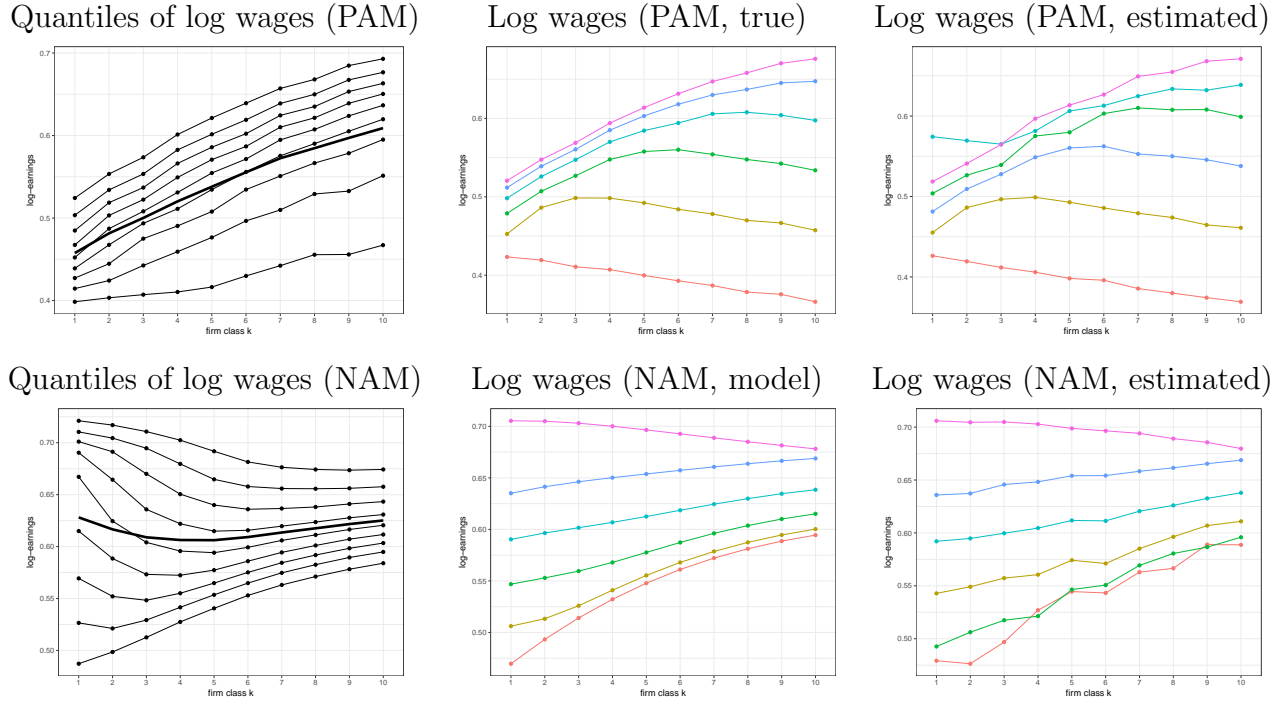 Quantiles of log wages (PAM)
Log wages (PAM, true)
Log wages (PAM, estimated)
0.7
0.6
0.5
0.4
log−earnings
1 2 3 4 5 6 7 8 9 10
firm class k
0.6
0.5
0.4
log−earnings
1 2 3 4 5 6 7 8 9 10
firm class k
0.6
0.5
0.4
log−earnings
1 2 3 4 5 6 7 8 9 10
firm class k
Quantiles of log wages (NAM)
Log wages (NAM, model)
Log wages (NAM, estimated)
0.70
0.65
0.60
0.55
0.50
log−earnings
1 2 3 4 5 6 7 8 9 10
firm class k
0.70
0.65
0.60
0.55
0.50
log−earnings
1 2 3 4 5 6 7 8 9 10
firm class k
0.70
0.65
0.60
0.55
0.50
log−earnings
1 2 3 4 5 6 7 8 9 10
firm class k